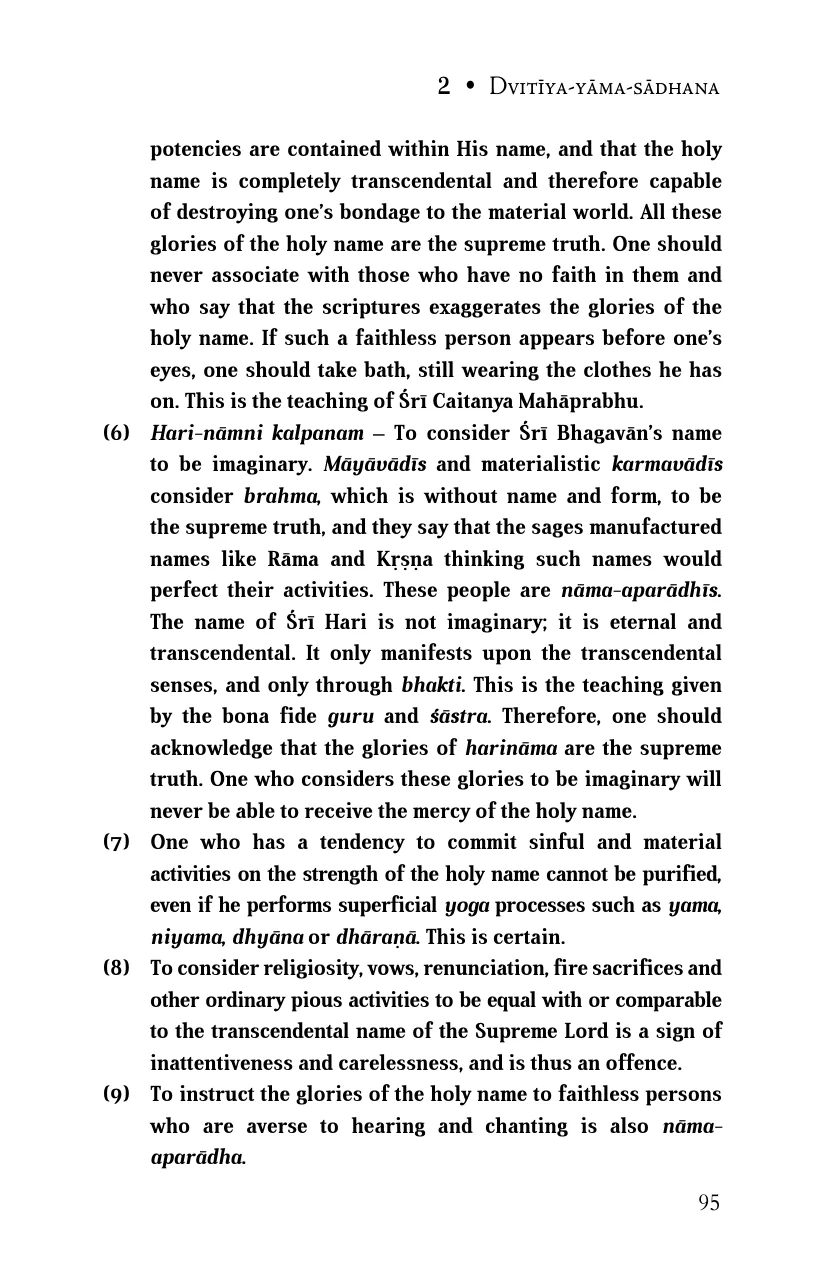 2 • Dvitīya-yāma-sādhana
potencies are contained within His name, and that the holy
name is completely transcendental and therefore capable
of destroying one’s bondage to the material world. All these
glories of the holy name are the supreme truth. One should
never associate with those who have no faith in them and
who say that the scriptures exaggerates the glories of the
holy name. If such a faithless person appears before one’s
eyes, one should take bath, still wearing the clothes he has
on. This is the teaching of Śrī Caitanya Mahāprabhu.
(6) Hari-nāmni kalpanam – To consider Śrī Bhagavān’s name
to be imaginary. Māyāvādīs and materialistic karmavādīs
consider brahma, which is without name and form, to be
the supreme truth, and they say that the sages manufactured
names like Rāma and Kṛṣṇa thinking such names would
perfect their activities. These people are nāma-aparādhīs.
The name of Śrī Hari is not imaginary; it is eternal and
transcendental. It only manifests upon the transcendental
senses, and only through bhakti. This is the teaching given
by the bona fide guru and śāstra. Therefore, one should
acknowledge that the glories of harināma are the supreme
truth. One who considers these glories to be imaginary will
never be able to receive the mercy of the holy name.
(7) One who has a tendency to commit sinful and material
activities on the strength of the holy name cannot be purified,
even if he performs superficial yoga processes such as yama,
niyama, dhyāna or dhāraṇā. This is certain.
(8) To consider religiosity, vows, renunciation, fire sacrifices and
other ordinary pious activities to be equal with or comparable
to the transcendental name of the Supreme Lord is a sign of
inattentiveness and carelessness, and is thus an offence.
(9) To instruct the glories of the holy name to faithless persons
who are averse to hearing and chanting is also nāma-
aparādha.
95